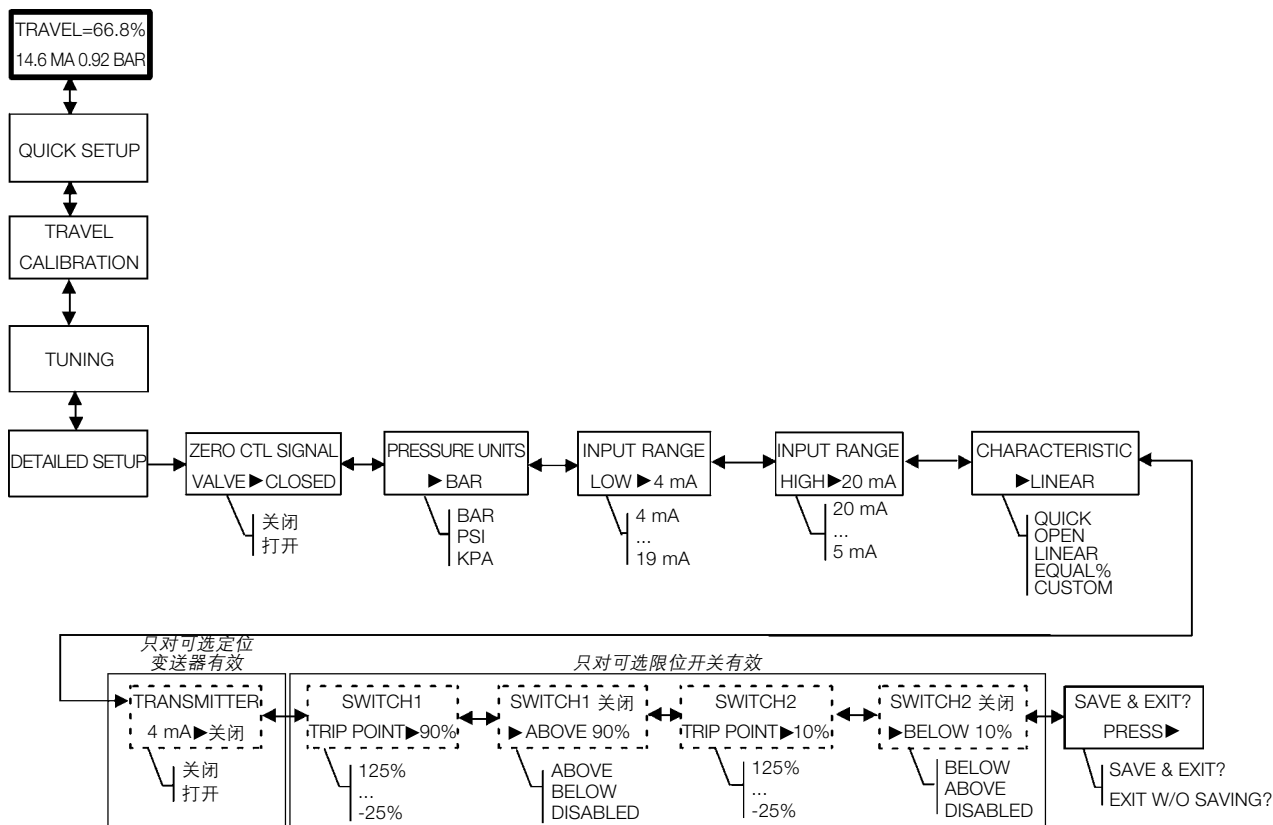 TRAVEL=66.8%
14.6 MA 0.92 BAR
QUICK SETUP
TRAVEL
CALIBRATION
TUNING
DETAILED SETUP
ZERO CTL SIGNAL
VALVE▶CLOSED
关闭
打开
PRESSURE UNITS
▶BAR
BAR
PSI
KPA
INPUT RANGE
LOW▶4 mA
4 mA
...
19 mA
INPUT RANGE
HIGH▶20 mA
20 mA
...
5 mA
CHARACTERISTIC
▶LINEAR
QUICK
OPEN
LINEAR
EQUAL%
CUSTOM
只对可选定位
变送器有效
TRANSMITTER
4 mA▶关闭
关闭
打开
只对可选限位开关有效
SWITCH1
TRIP POINT▶90%
125%
...
-25%
SWITCH1 关闭
▶ABOVE 90%
ABOVE
BELOW
DISABLED
SWITCH2
TRIP POINT▶10%
125%
...
-25%
SWITCH2 关闭
▶BELOW 10%
BELOW
ABOVE
DISABLED
SAVE & EXIT?
PRESS▶
SAVE & EXIT?
EXIT W/O SAVING?